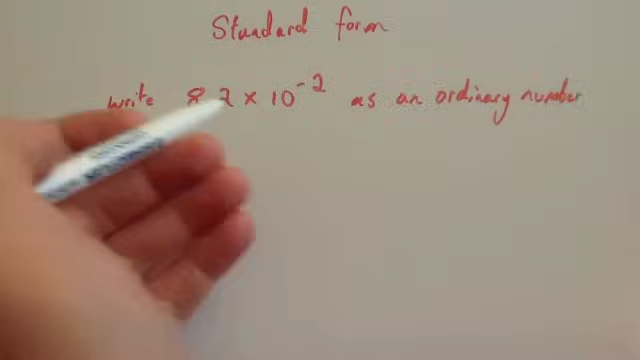 Standard form
write 8.2 × 10⁻² as an ordinary number